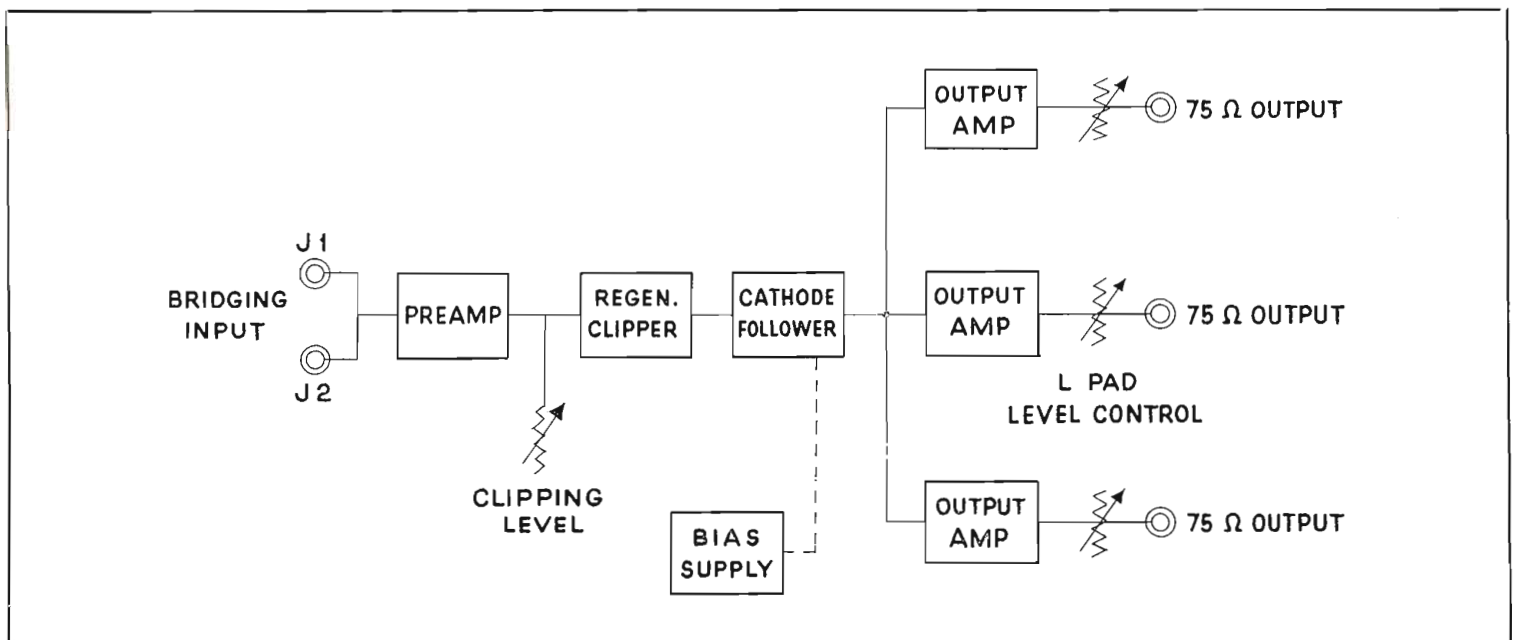 J1
BRIDGING
INPUT
J2
PREAMP
CLIPPING
LEVEL
REGEN.
CLIPPER
CATHODE
FOLLOWER
BIAS
SUPPLY
OUTPUT
AMP
75 Ω OUTPUT
OUTPUT
AMP
75 Ω OUTPUT
L PAD
LEVEL CONTROL
OUTPUT
AMP
75 Ω OUTPUT